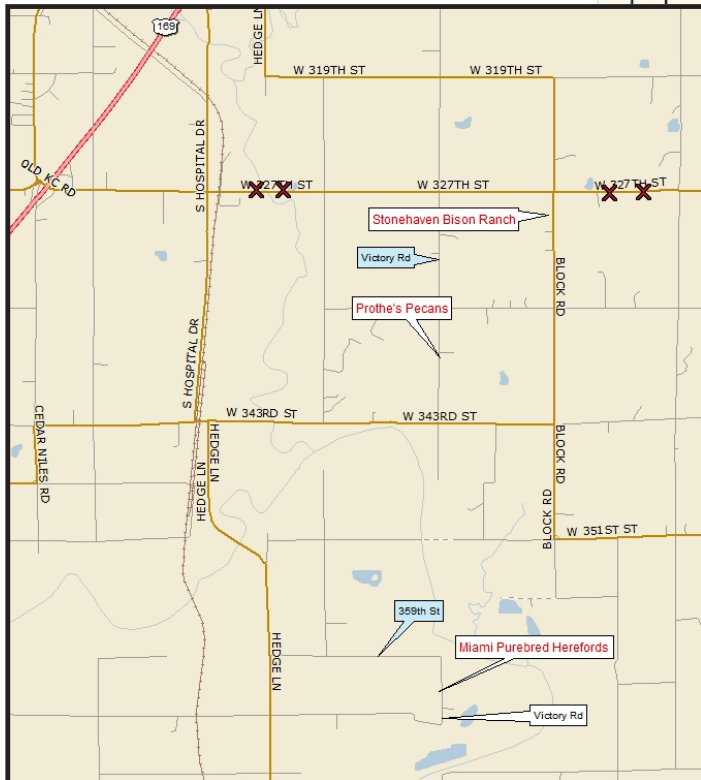 169
HEDGE LN
W 319TH ST
W 319TH ST
S HOSPITAL DR
OLD KC RD
W 327TH ST
W 327TH ST
W 327TH ST
Stonehaven Bison Ranch
Victory Rd
BLOCK RD
Prothe's Pecans
S HOSPITAL DR
CEDAR NILES RD
W 343RD ST
W 343RD ST
HEDGE LN
BLOCK RD
HEDGE LN
BLOCK RD
W 351ST ST
359th St
HEDGE LN
Miami Purebred Herefords
Victory Rd